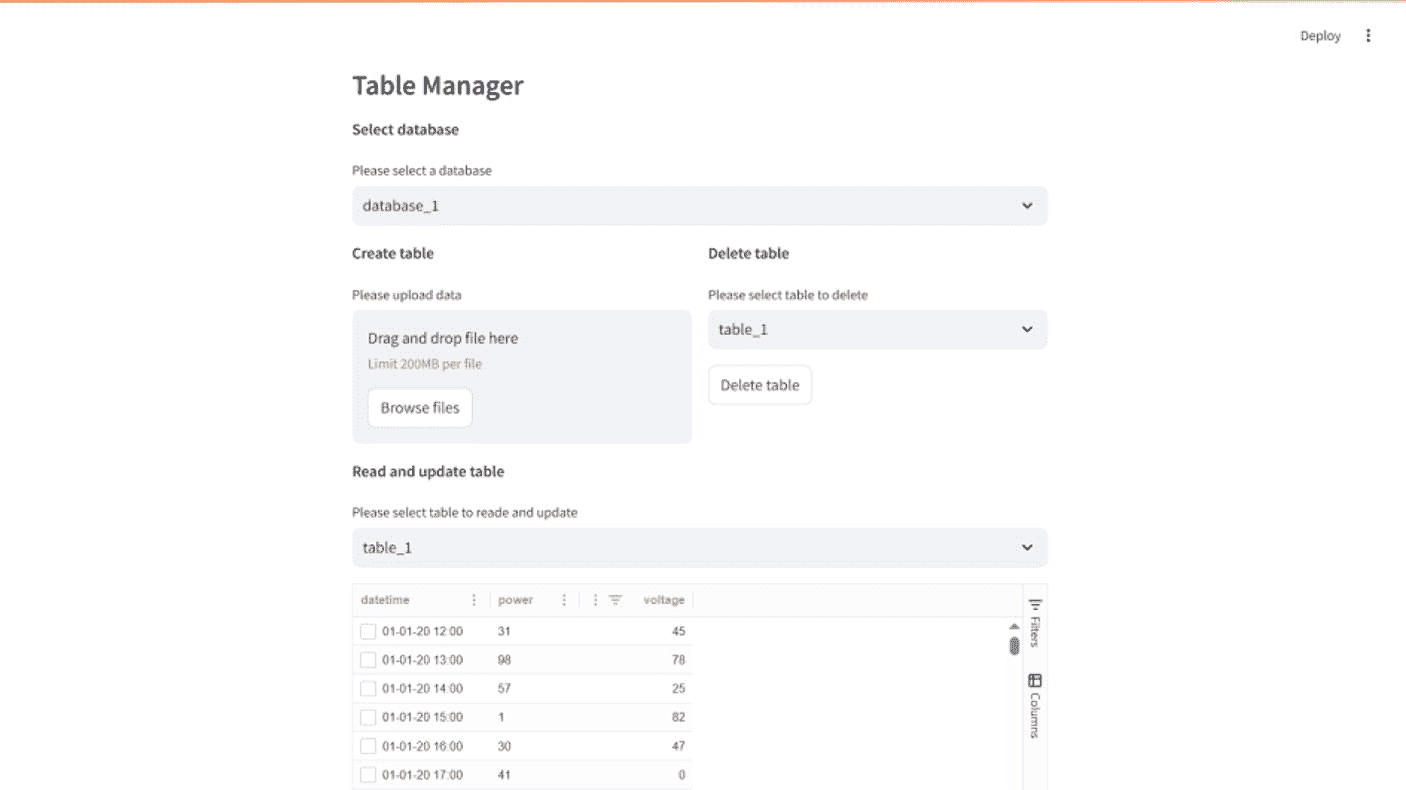 Deploy
Table Manager
Select database
Please select a database
database_1
Create table
Delete table
Please upload data
Please select table to delete
Drag and drop file here
Limit 200MB per file
Browse files
table_1
Delete table
Read and update table
Please select table to reade and update
table_1
datetime power voltage
01-01-20 12:00 31 45
01-01-20 13:00 98 78
01-01-20 14:00 57 25
01-01-20 15:00 1 82
01-01-20 16:00 30 47
01-01-20 17:00 41 0
Filters
Columns